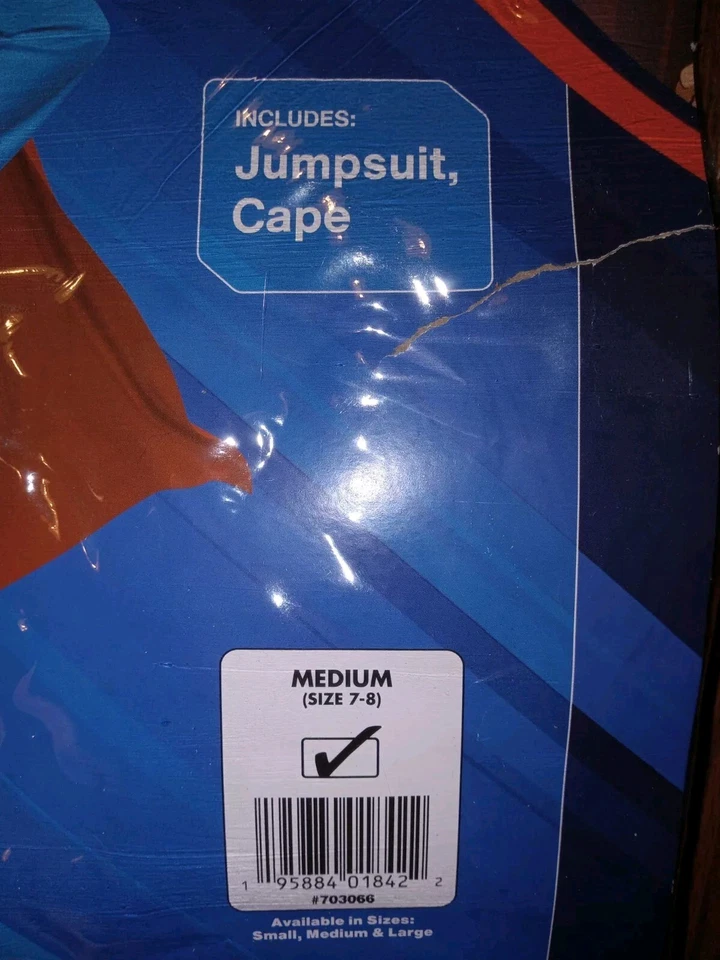 INCLUDES:
Jumpsuit,
Cape
MEDIUM
(SIZE 7-8)
1 95884 01842 2
#703066
Available in Sizes:
Small, Medium & Large